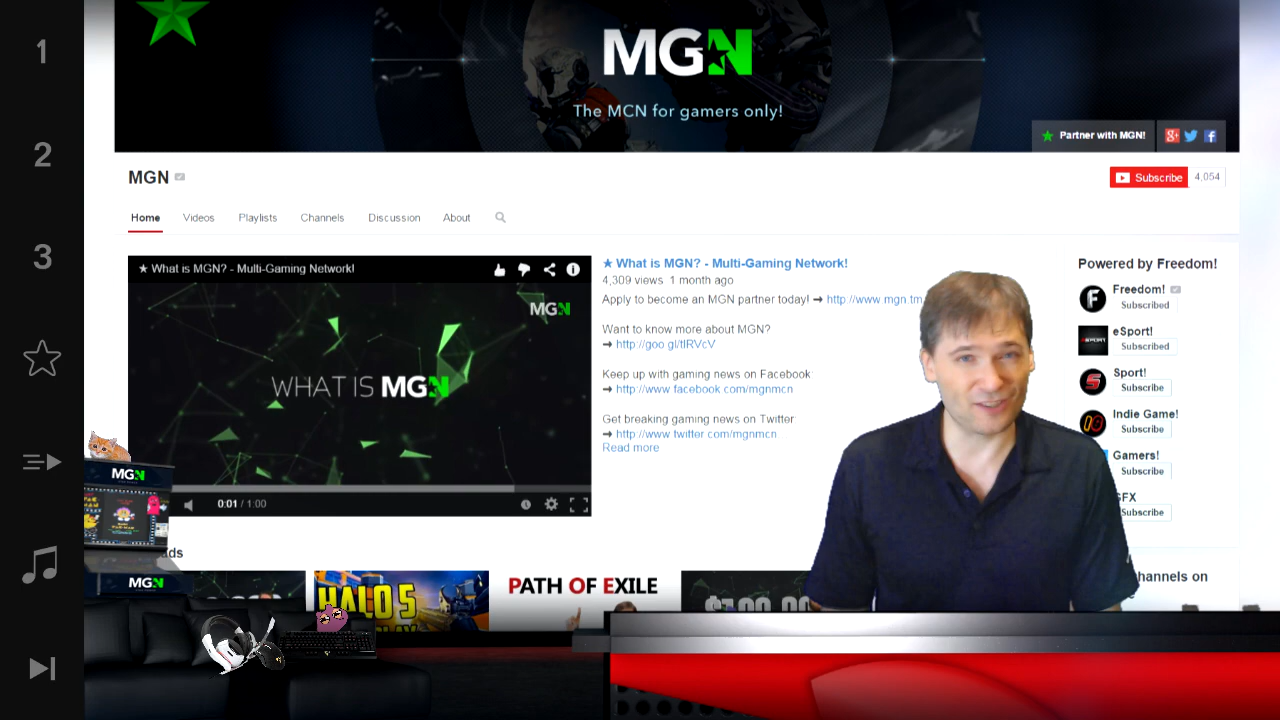 1
2
3
MGN
The MCN for gamers only!
Partner with MGN!
MGN
Subscribe
4,054
Home
Videos
Playlists
Channels
Discussion
About
★ What is MGN? - Multi-Gaming Network!
MGN
WHAT IS MGN
0:01 / 1:00
★ What is MGN? - Multi-Gaming Network!
4,309 views 1 month ago
Apply to become an MGN partner today! ➞ http://www.mgn.tm
Want to know more about MGN?
➞ http://goo.gl/tIRVcV
Keep up with gaming news on Facebook:
➞ http://www.facebook.com/mgnmcn
Get breaking gaming news on Twitter:
➞ http://www.twitter.com/mgnmcn
Read more
Powered by Freedom!
Freedom!
Subscribed
eSport!
Subscribed
Sport!
Subscribe
Indie Game!
Subscribe
Gamers!
Subscribe
GFX
Subscribe
MGN
ads
MGN
HALO 5
PATH OF EXILE
hannels on